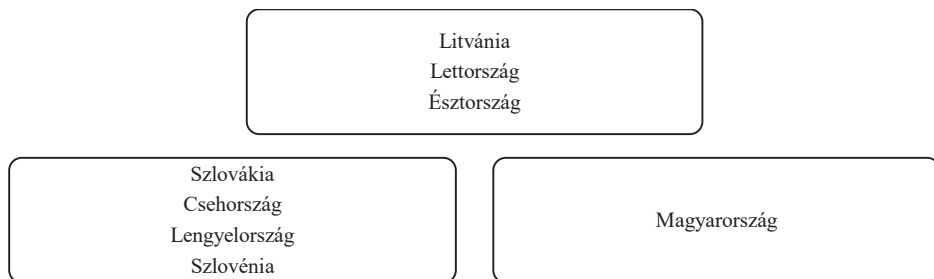 Litvánia
Lettország
Észtország
Szlovákia
Csehország
Lengyelország
Szlovénia
Magyarország